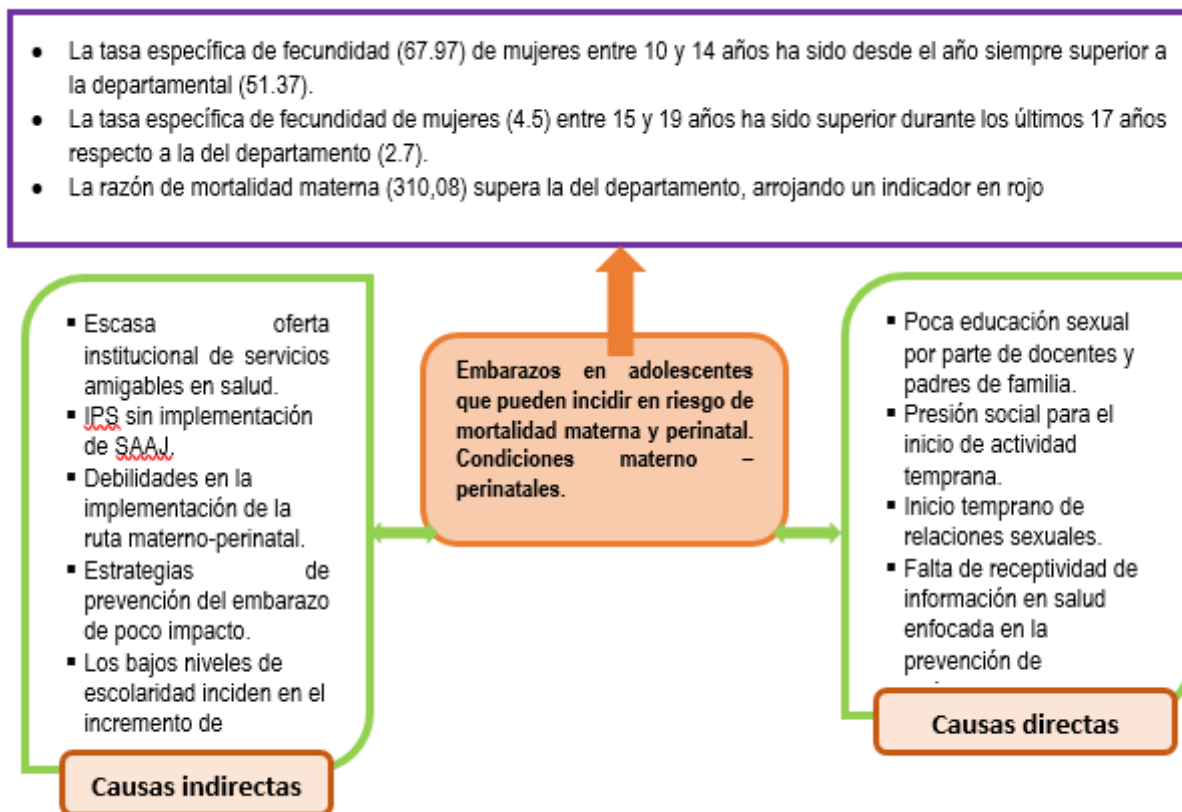 ● La tasa específica de fecundidad (67.97) de mujeres entre 10 y 14 años ha sido desde el año siempre superior a
la departamental (51.37).
● La tasa específica de fecundidad de mujeres (4.5) entre 15 y 19 años ha sido superior durante los últimos 17 años
respecto a la del departamento (2.7).
● La razón de mortalidad materna (310,08) supera la del departamento, arrojando un indicador en rojo
▪ Escasa oferta
institucional de servicios
amigables en salud.
▪ IPS sin implementación
de SAAJ.
▪ Debilidades en la
implementación de la
ruta materno-perinatal.
▪ Estrategias de
prevención del embarazo
de poco impacto.
▪ Los bajos niveles de
escolaridad inciden en el
incremento de
Causas indirectas
Embarazos en adolescentes
que pueden incidir en riesgo de
mortalidad materna y perinatal.
Condiciones materno –
perinatales.
▪ Poca educación sexual
por parte de docentes y
padres de familia.
▪ Presión social para el
inicio de actividad
temprana.
▪ Inicio temprano de
relaciones sexuales.
▪ Falta de receptividad de
información en salud
enfocada en la
prevención de
Causas directas